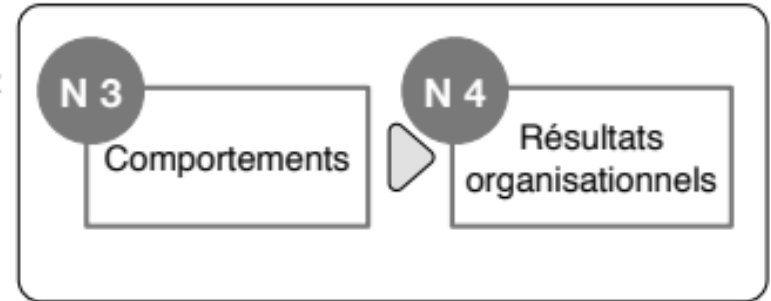 N 3
Comportements
N 4
Résultats
organisationnels